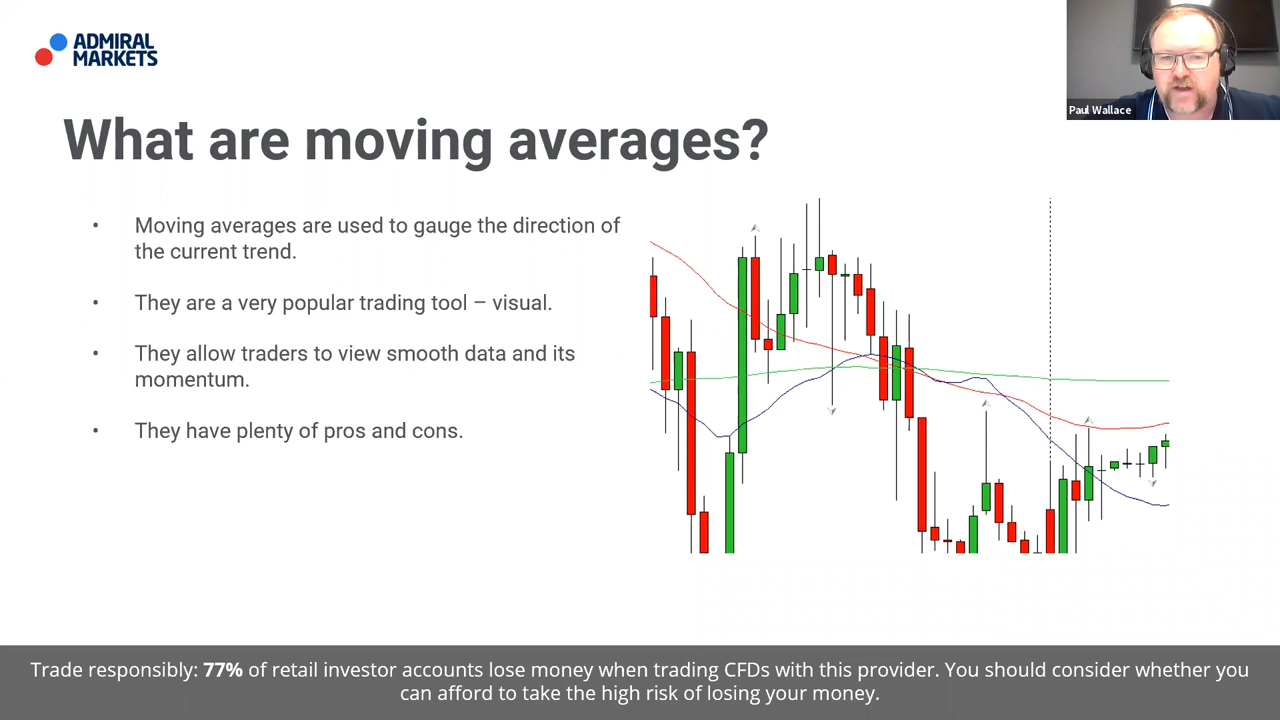 ADMIRAL
MARKETS
Paul Wallace
What are moving averages?
• Moving averages are used to gauge the direction of
the current trend.
• They are a very popular trading tool – visual.
• They allow traders to view smooth data and its
momentum.
• They have plenty of pros and cons.
Trade responsibly: 77% of retail investor accounts lose money when trading CFDs with this provider. You should consider whether you
can afford to take the high risk of losing your money.